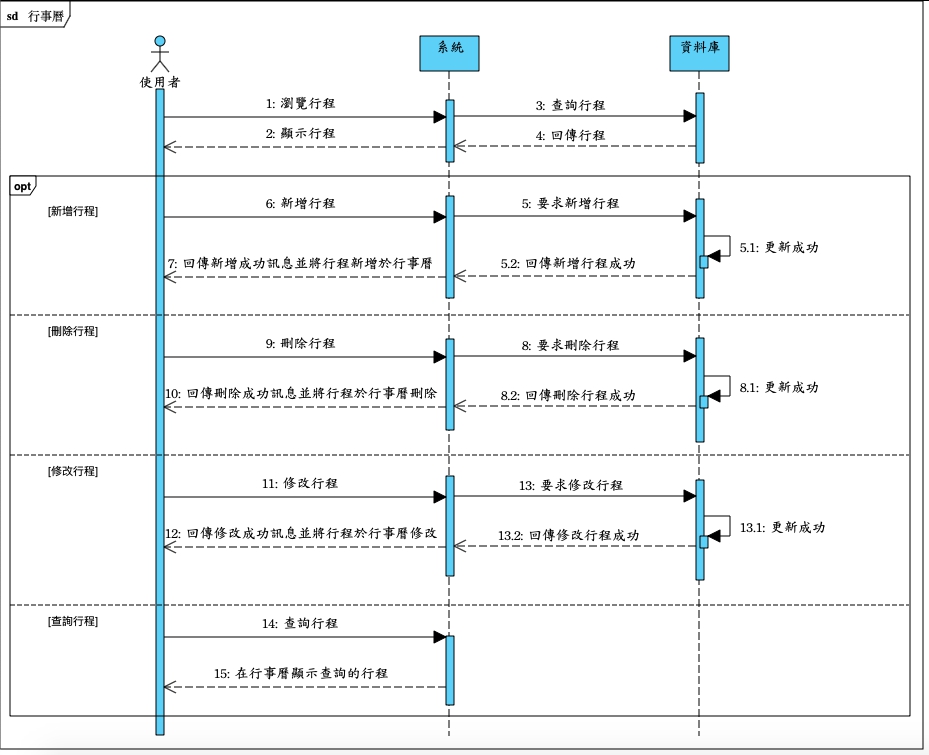 sd 行事曆
使用者
系統
資料庫
1: 瀏覽行程
3: 查詢行程
2: 顯示行程
4: 回傳行程
opt
[新增行程]
6: 新增行程
5: 要求新增行程
5.1: 更新成功
7: 回傳新增成功訊息並將行程新增於行事曆
5.2: 回傳新增行程成功
[刪除行程]
9: 刪除行程
8: 要求刪除行程
8.1: 更新成功
10: 回傳刪除成功訊息並將行程於行事曆刪除
8.2: 回傳刪除行程成功
[修改行程]
11: 修改行程
13: 要求修改行程
13.1: 更新成功
12: 回傳修改成功訊息並將行程於行事曆修改
13.2: 回傳修改行程成功
[查詢行程]
14: 查詢行程
15: 在行事曆顯示查詢的行程